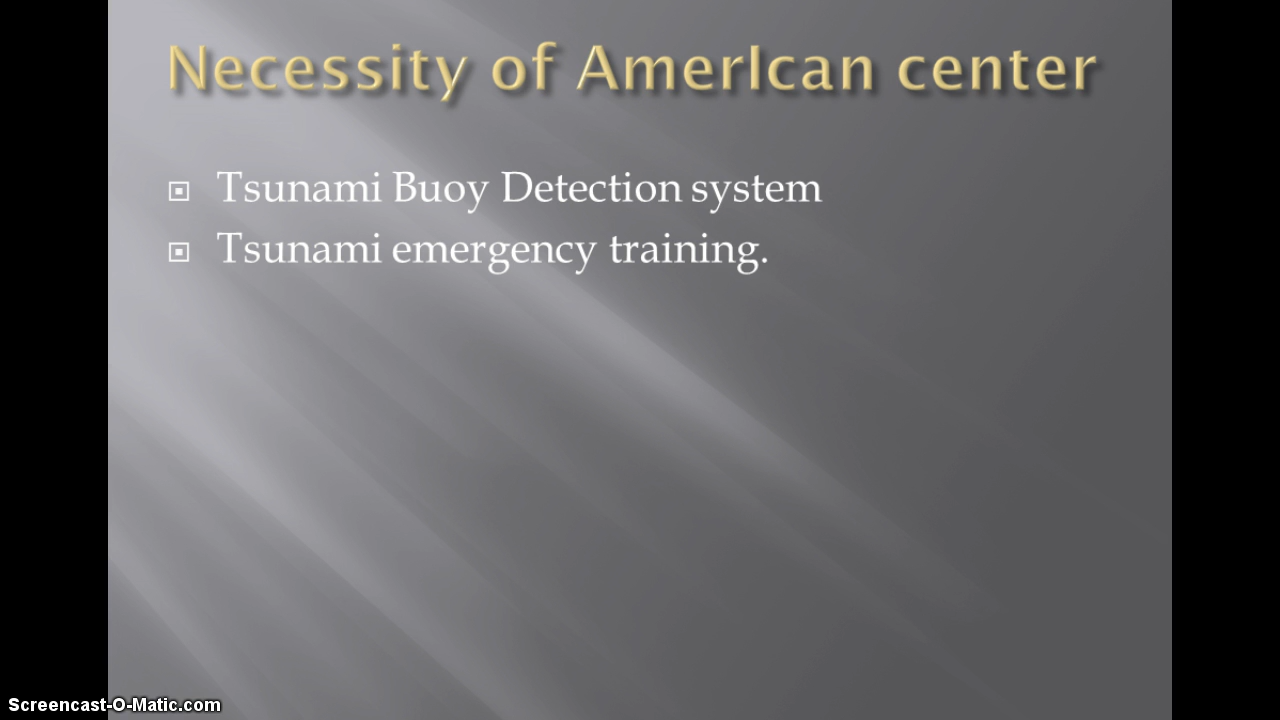 Necessity of AmerIcan center
Tsunami Buoy Detection system
Tsunami emergency training.
Screencast-O-Matic.com